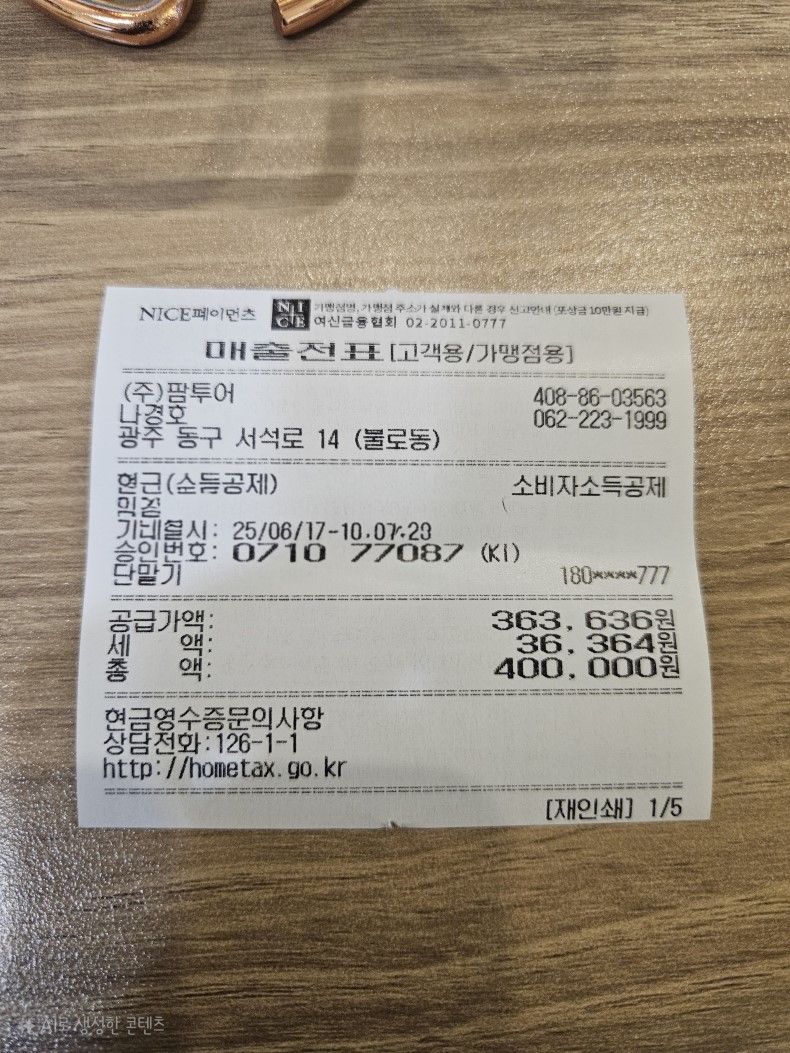 NICE페이먼츠
NICE 가맹점명, 가맹점 주소가 실제와 다른 경우 신고안내 (포상금 10만원 지급)
여신금융협회 02-2011-0777
매출전표 [고객용/가맹점용]
(주)팜투어 408-86-03563
나경호 062-223-1999
광주 동구 서석로 14 (불로동)
현근(순듬공제) 소비자소득공제
시: 25/06/17-10:07:23
승인번호: 0710 77087 (KI)
단말기 180****777
공급가액: 363,636원
세 액: 36,364원
총 액: 400,000원
현금영수증문의사항
상담전화:126-1-1
http://hometax.go.kr
[재인쇄] 1/5
AI로 생성한 콘텐츠